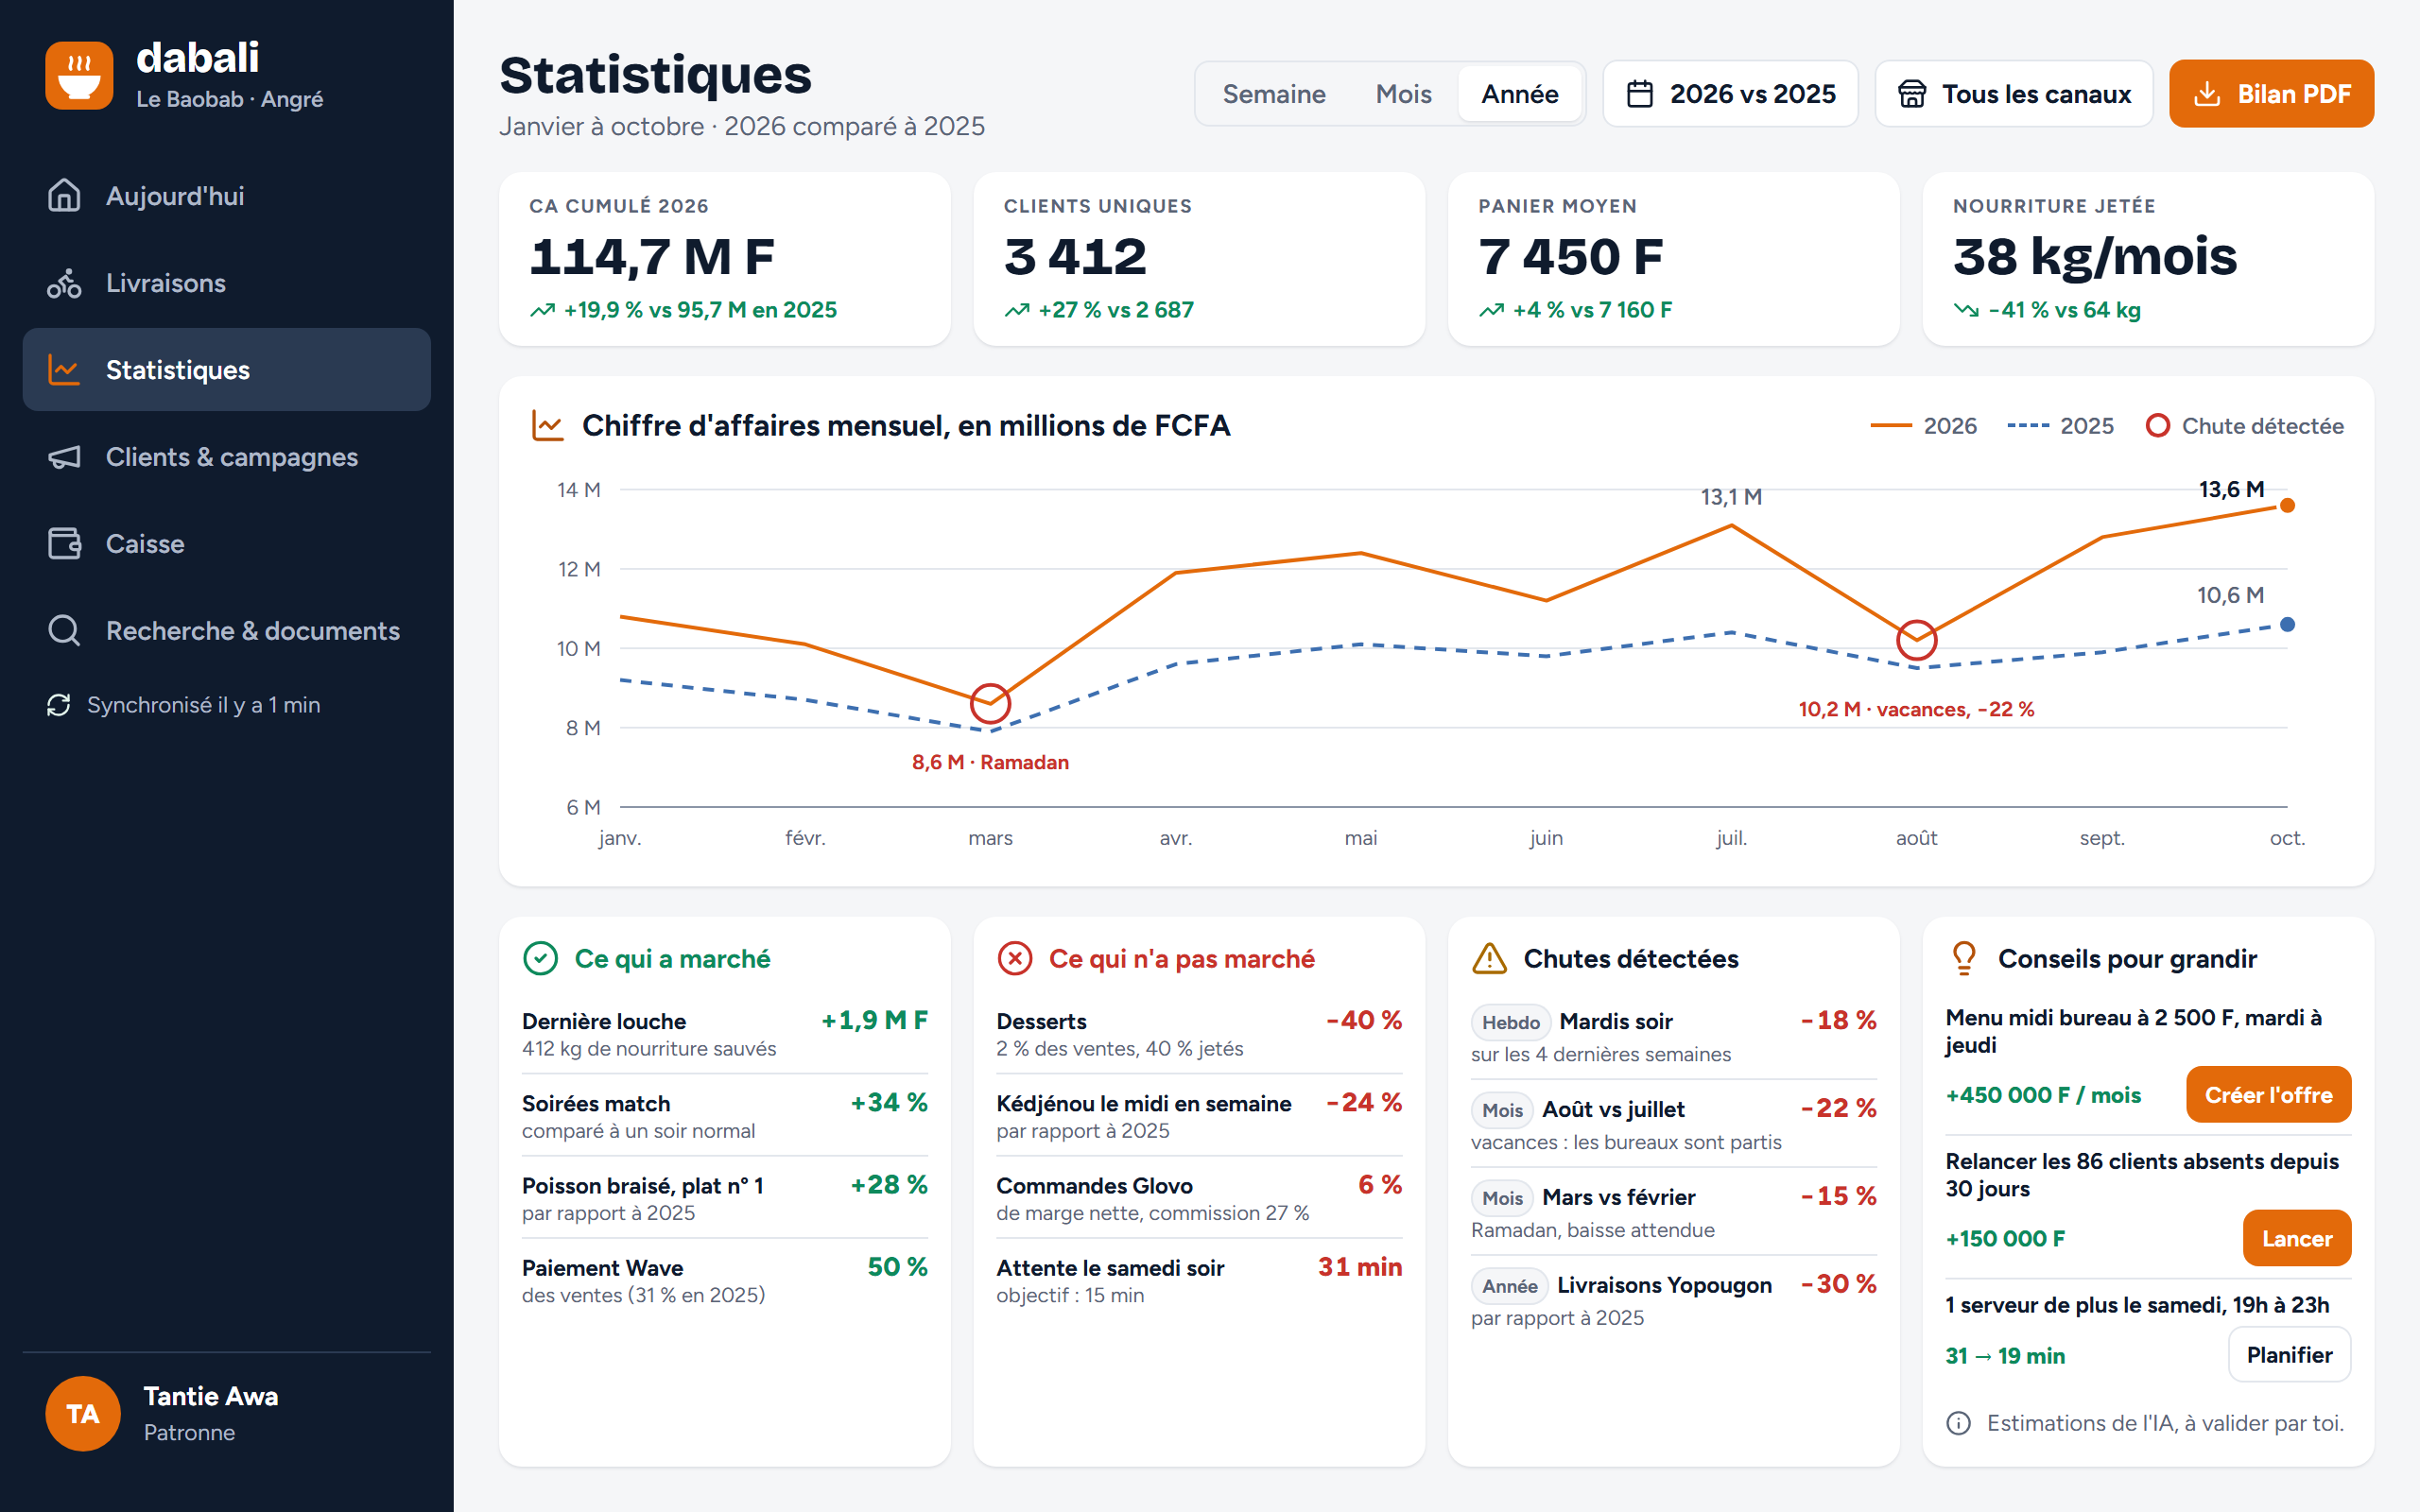 dabali
Le Baobab · Angré
Aujourd'hui
Livraisons
Statistiques
Clients & campagnes
Caisse
Recherche & documents
Synchronisé il y a 1 min
TA
Tantie Awa
Patronne
Statistiques
Janvier à octobre · 2026 comparé à 2025
Semaine
Mois
Année
2026 vs 2025
Tous les canaux
Bilan PDF
CA CUMULÉ 2026
114,7 M F
+19,9 % vs 95,7 M en 2025
CLIENTS UNIQUES
3 412
+27 % vs 2 687
PANIER MOYEN
7 450 F
+4 % vs 7 160 F
NOURRITURE JETÉE
38 kg/mois
−41 % vs 64 kg
Chiffre d'affaires mensuel, en millions de FCFA
2026
2025
Chute détectée
14 M
12 M
10 M
8 M
6 M
13,1 M
13,6 M
10,6 M
10,2 M · vacances, −22 %
8,6 M · Ramadan
janv.
févr.
mars
avr.
mai
juin
juil.
août
sept.
oct.
Ce qui a marché
Dernière louche
+1,9 M F
412 kg de nourriture sauvés
Soirées match
+34 %
comparé à un soir normal
Poisson braisé, plat n° 1
+28 %
par rapport à 2025
Paiement Wave
50 %
des ventes (31 % en 2025)
Ce qui n'a pas marché
Desserts
−40 %
2 % des ventes, 40 % jetés
Kédjénou le midi en semaine
−24 %
par rapport à 2025
Commandes Glovo
6 %
de marge nette, commission 27 %
Attente le samedi soir
31 min
objectif : 15 min
Chutes détectées
Hebdo
Mardis soir
−18 %
sur les 4 dernières semaines
Mois
Août vs juillet
−22 %
vacances : les bureaux sont partis
Mois
Mars vs février
−15 %
Ramadan, baisse attendue
Année
Livraisons Yopougon
−30 %
par rapport à 2025
Conseils pour grandir
Menu midi bureau à 2 500 F, mardi à
jeudi
+450 000 F / mois
Créer l'offre
Relancer les 86 clients absents depuis
30 jours
+150 000 F
Lancer
1 serveur de plus le samedi, 19h à 23h
31 → 19 min
Planifier
Estimations de l'IA, à valider par toi.